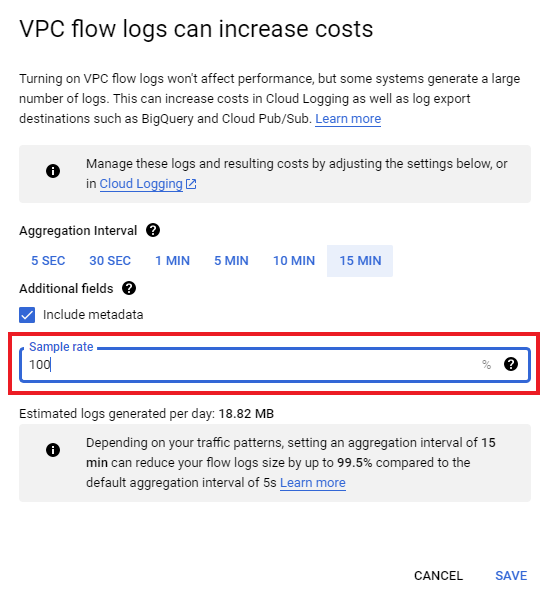 VPC flow logs can increase costs
Turning on VPC flow logs won't affect performance, but some systems generate a large
number of logs. This can increase costs in Cloud Logging as well as log export
destinations such as BigQuery and Cloud Pub/Sub. Learn more
Manage these logs and resulting costs by adjusting the settings below, or
in Cloud Logging
Aggregation Interval
5 SEC 30 SEC 1 MIN 5 MIN 10 MIN 15 MIN
Additional fields
Include metadata
Sample rate
100 %
Estimated logs generated per day: 18.82 MB
Depending on your traffic patterns, setting an aggregation interval of 15
min can reduce your flow logs size by up to 99.5% compared to the
default aggregation interval of 5s Learn more
CANCEL SAVE